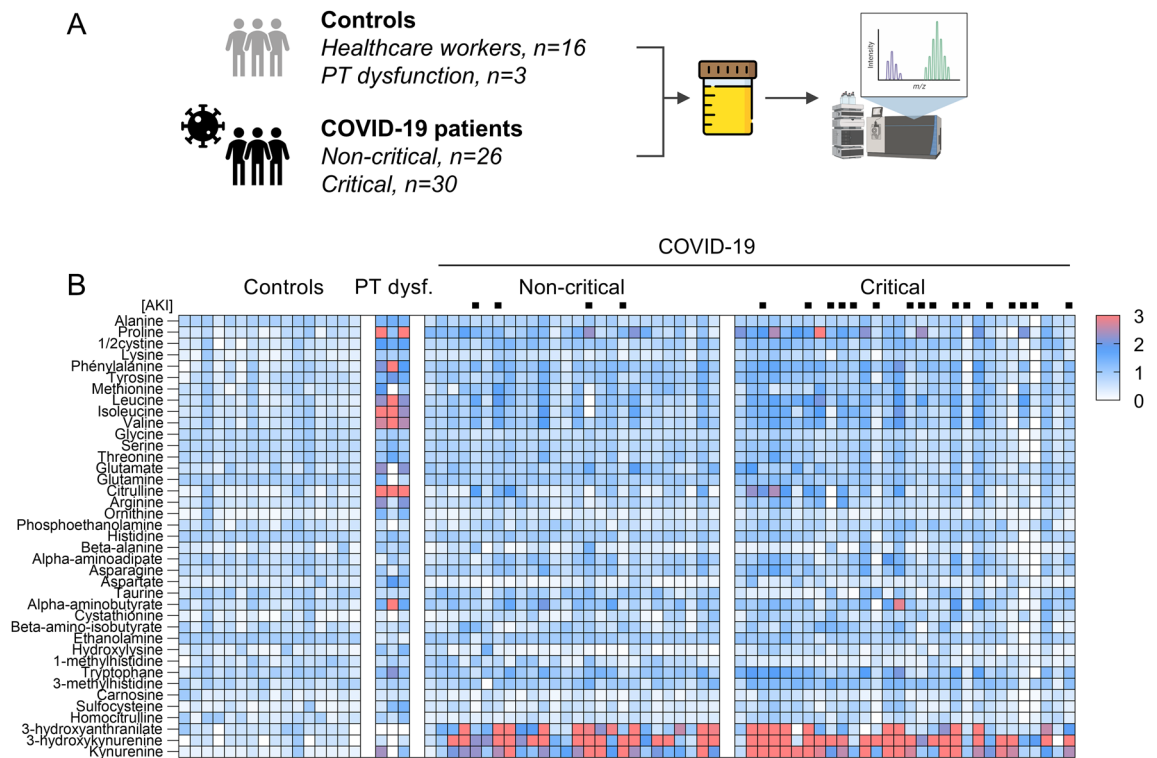 A
Controls
Healthcare workers, n=16
PT dysfunction, n=3
COVID-19 patients
Non-critical, n=26
Critical, n=30
Intensity
m/z
COVID-19
B
Controls
PT dysf.
Non-critical
Critical
[AKI]
Alanine
Proline
1/2cystine
Lysine
Phénylalanine
Tyrosine
Methionine
Leucine
Isoleucine
Valine
Glycine
Serine
Threonine
Glutamate
Glutamine
Citrulline
Arginine
Ornithine
Phosphoethanolamine
Histidine
Beta-alanine
Alpha-aminoadipate
Asparagine
Aspartate
Taurine
Alpha-aminobutyrate
Cystathionine
Beta-amino-isobutyrate
Ethanolamine
Hydroxylysine
1-methylhistidine
Tryptophane
3-methylhistidine
Carnosine
Sulfocysteine
Homocitrulline
3-hydroxyanthranilate
3-hydroxykynurenine
Kynurenine
3
2
1
0